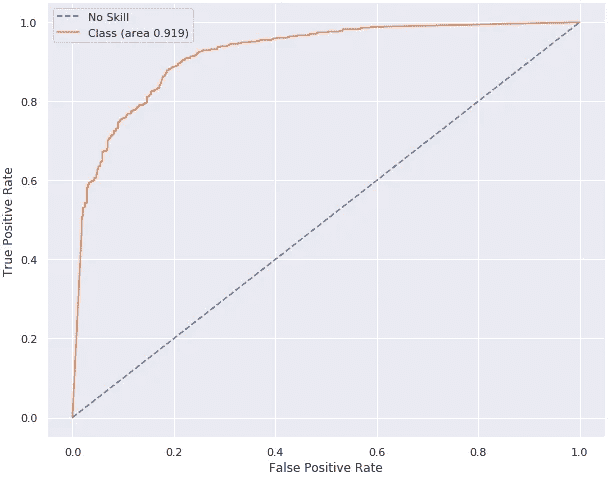 No Skill
Class (area 0.919)
1.0
0.8
0.6
0.4
0.2
0.0
True Positive Rate
0.0 0.2 0.4 0.6 0.8 1.0
False Positive Rate